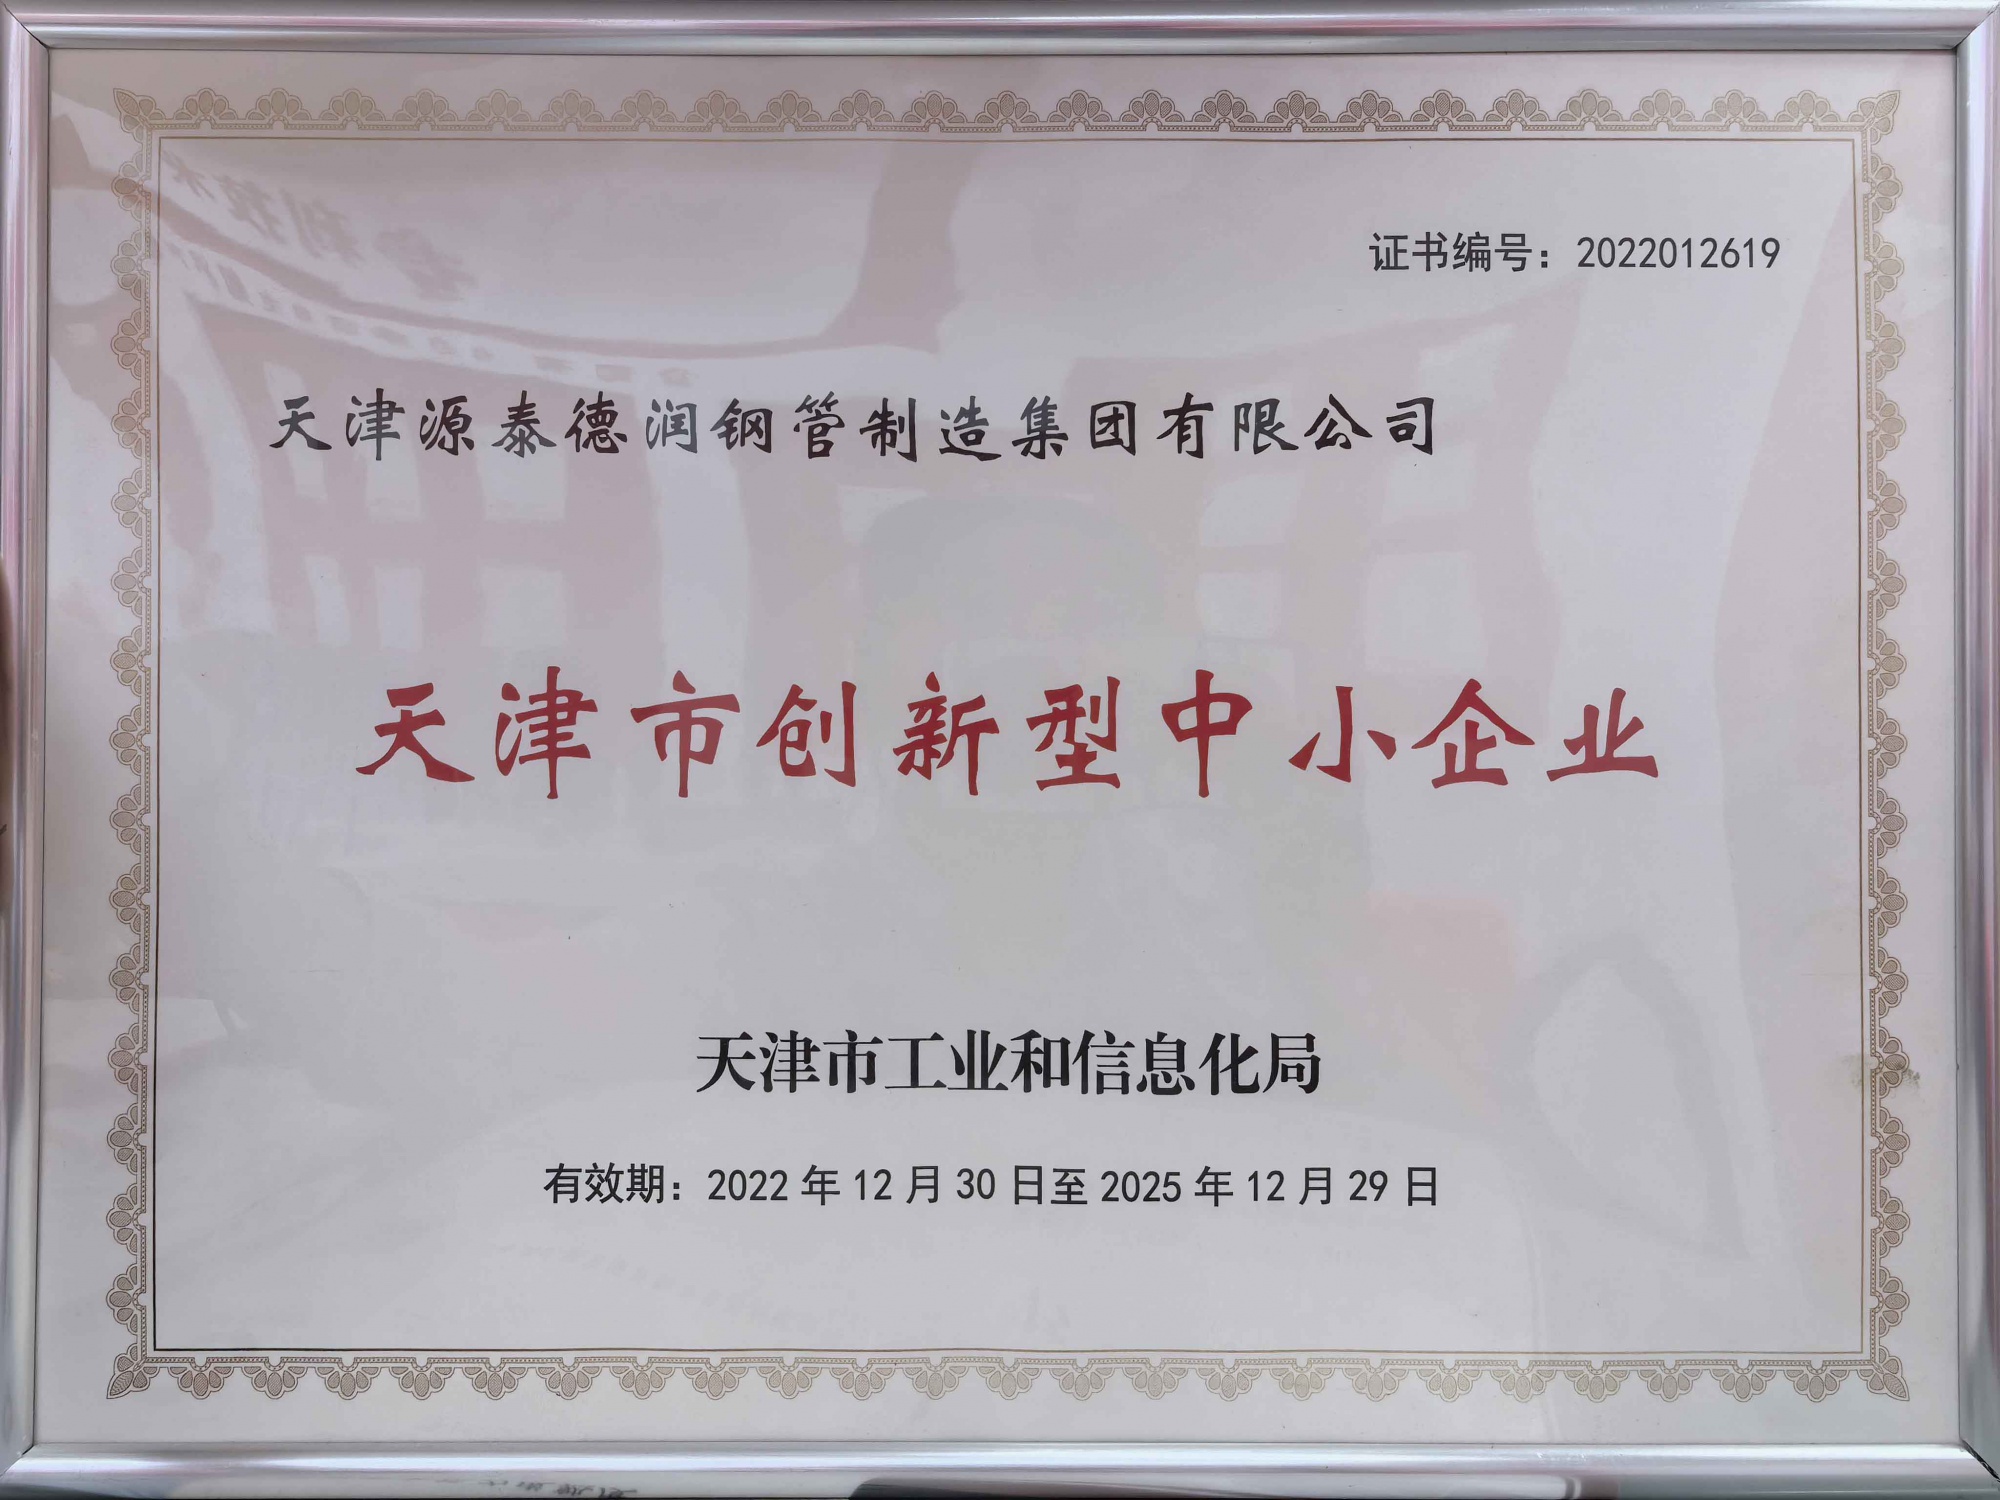 证书编号：2022012619
天津源泰德润钢管制造集团有限公司
天津市创新型中小企业
天津市工业和信息化局
有效期：2022年12月30日至2025年12月29日